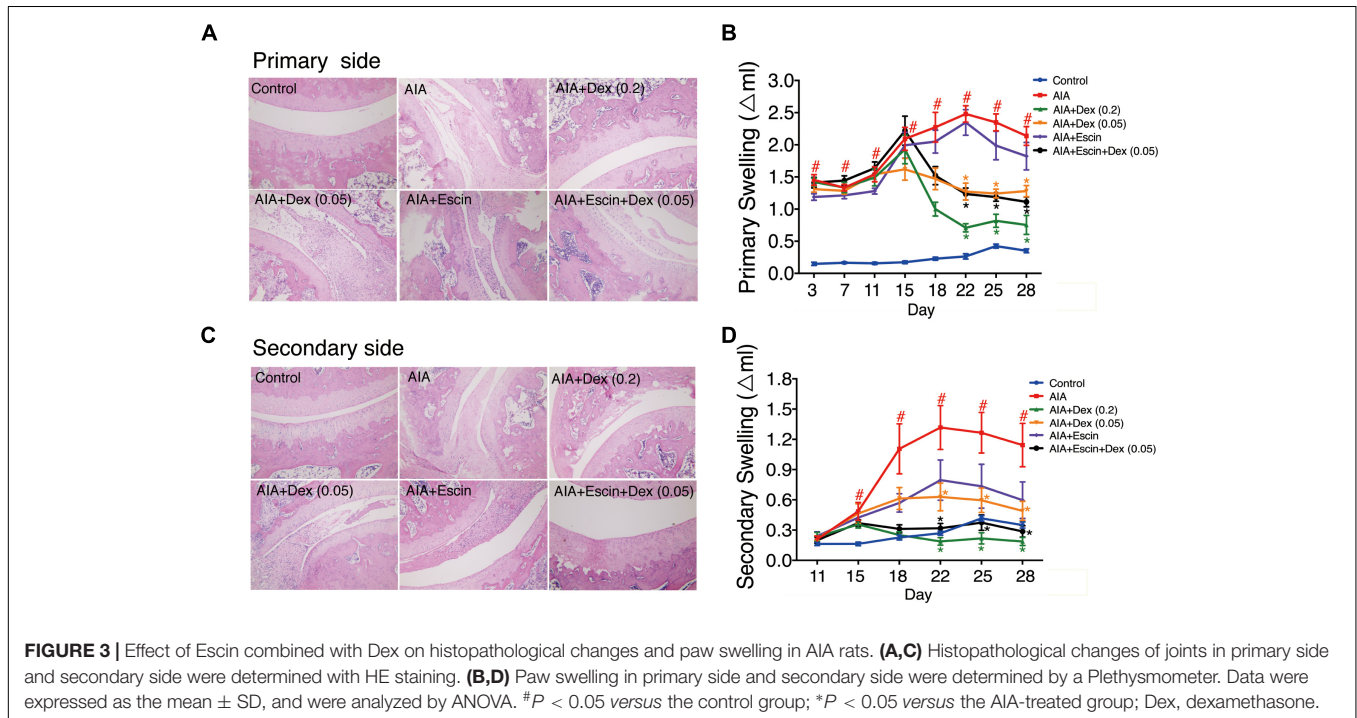 A
Primary side
Control
AIA
AIA+Dex (0.2)
AIA+Dex (0.05)
AIA+Escin
AIA+Escin+Dex (0.05)
B
Primary Swelling (△ml)
3.0
2.5
2.0
1.5
1.0
0.5
0.0
# # # # # # # #
* * *
* * *
* * *
3 7 11 15 18 22 25 28
Day
Control
AIA
AIA+Dex (0.2)
AIA+Dex (0.05)
AIA+Escin
AIA+Escin+Dex (0.05)
C
Secondary side
Control
AIA
AIA+Dex (0.2)
AIA+Dex (0.05)
AIA+Escin
AIA+Escin+Dex (0.05)
D
Secondary Swelling (△ml)
1.8
1.5
1.2
0.9
0.6
0.3
0.0
# # # # #
* * *
* * *
* * *
11 15 18 22 25 28
Day
Control
AIA
AIA+Dex (0.2)
AIA+Dex (0.05)
AIA+Escin
AIA+Escin+Dex (0.05)
FIGURE 3 | Effect of Escin combined with Dex on histopathological changes and paw swelling in AIA rats. (A,C) Histopathological changes of joints in primary side
and secondary side were determined with HE staining. (B,D) Paw swelling in primary side and secondary side were determined by a Plethysmometer. Data were
expressed as the mean ± SD, and were analyzed by ANOVA. #P < 0.05 versus the control group; *P < 0.05 versus the AIA-treated group; Dex, dexamethasone.